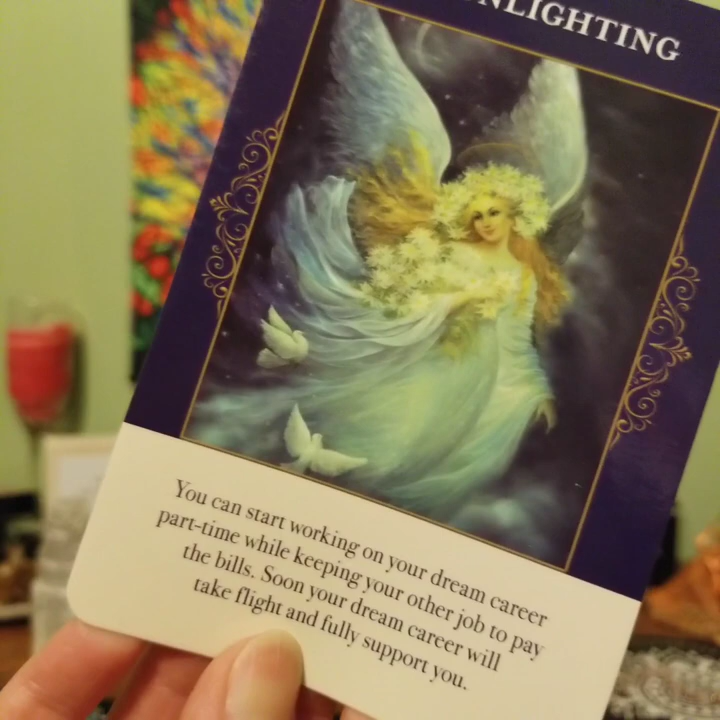 NLIGHTING
You can start working on your dream career
part-time while keeping your other job to pay
the bills. Soon your dream career will
take flight and fully support you.